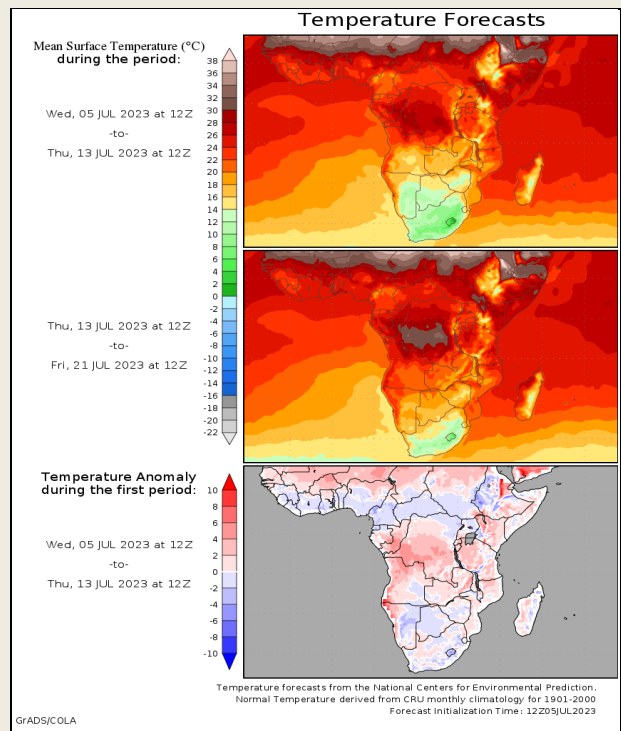 Temperature Forecasts
Mean Surface Temperature (°C)
during the period:
Wed, 05 JUL 2023 at 12Z
-to-
Thu, 13 JUL 2023 at 12Z
38
36
34
32
30
28
26
24
22
20
18
16
14
12
10
8
6
4
2
0
-2
-4
-6
-8
-10
-12
-14
-16
-18
-20
-22
Thu, 13 JUL 2023 at 12Z
-to-
Fri, 21 JUL 2023 at 12Z
Temperature Anomaly
during the first period:
Wed, 05 JUL 2023 at 12Z
-to-
Thu, 13 JUL 2023 at 12Z
10
8
6
4
2
0
-2
-4
-6
-8
-10
Temperature forecasts from the National Centers for Environmental Prediction.
Normal Temperature derived from CRU monthly climatology for 1901-2000
Forecast Initialization Time: 12Z05JUL2023
GrADS/COLA